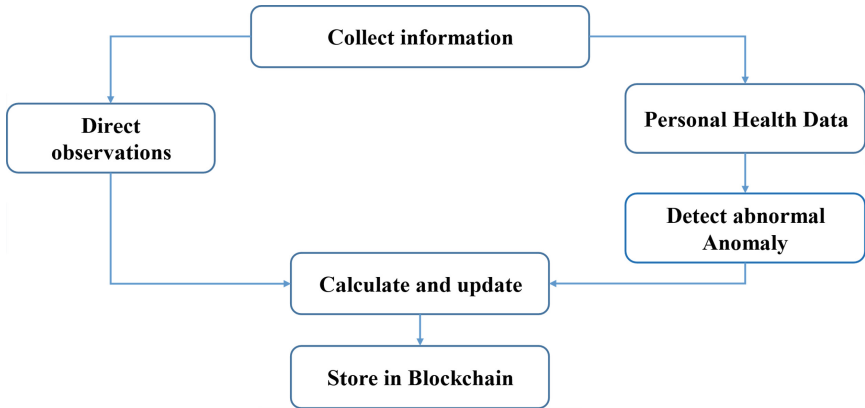 Collect information
Direct
observations
Personal Health Data
Detect abnormal
Anomaly
Calculate and update
Store in Blockchain